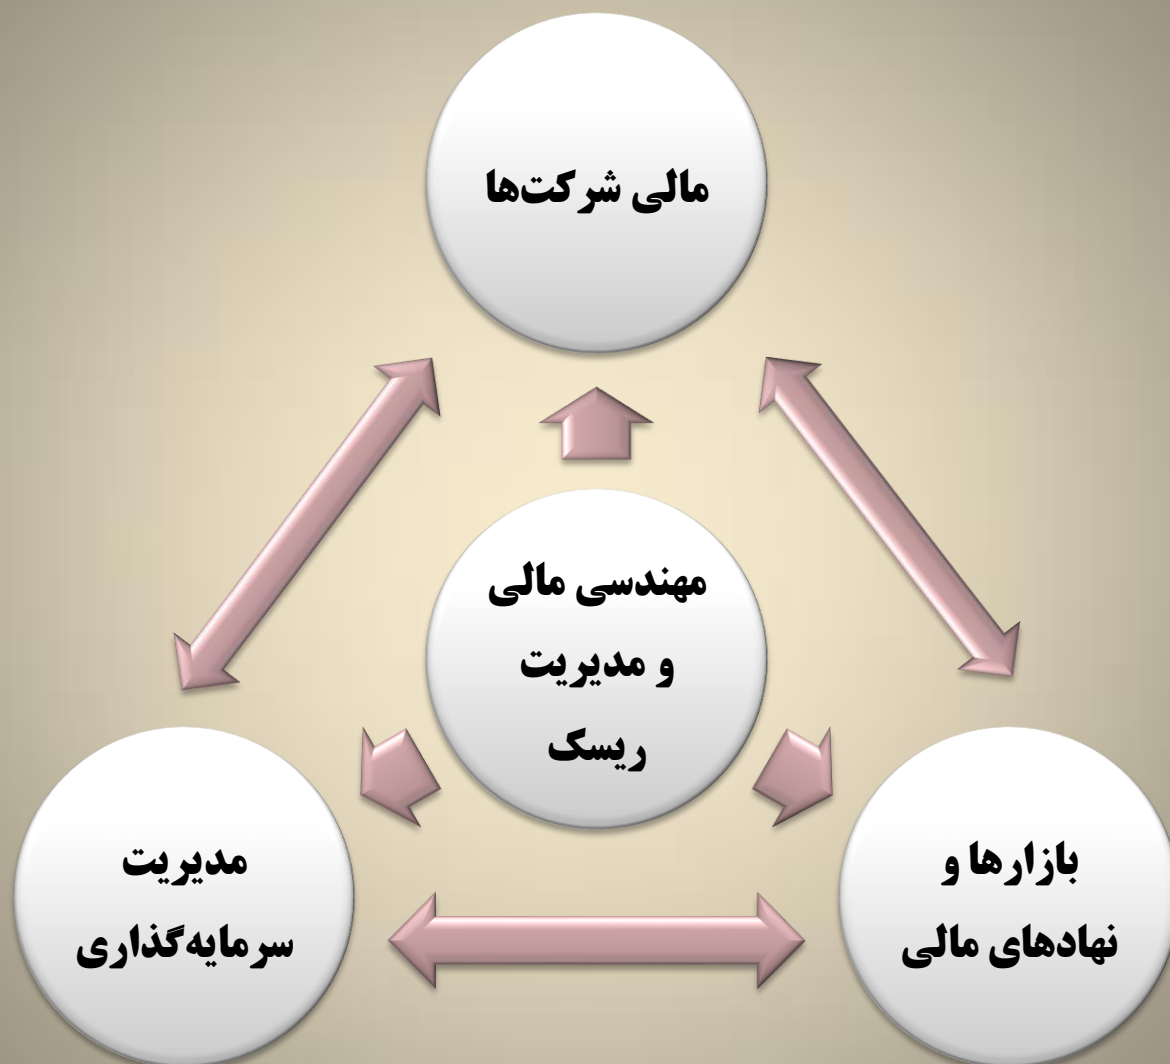 مالی شرکت‌ها
مهندسی مالی
و مدیریت
ریسک
بازارها و
نهادهای مالی
مدیریت
سرمایه‌گذاری